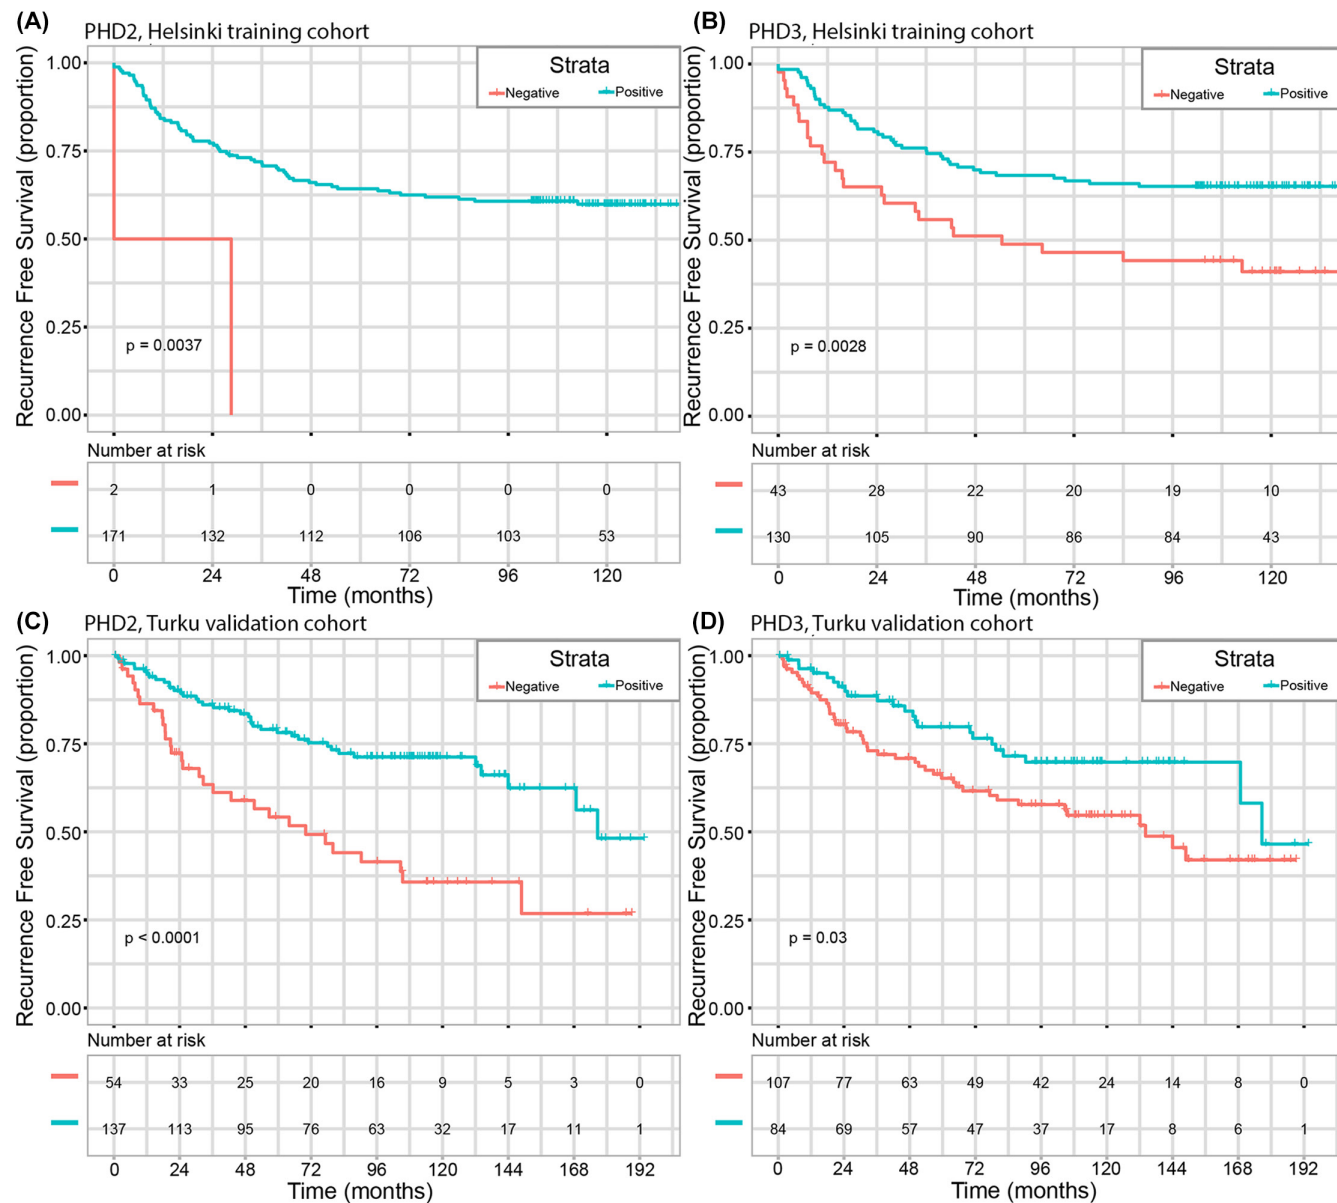 (A)
PHD2, Helsinki training cohort
Strata
Negative Positive
Recurrence Free Survival (proportion)
1.00
0.75
0.50
0.25
0.00
p = 0.0037
Number at risk
2 1 0 0 0 0
171 132 112 106 103 53
0 24 48 72 96 120
Time (months)
(B)
PHD3, Helsinki training cohort
Strata
Negative Positive
Recurrence Free Survival (proportion)
1.00
0.75
0.50
0.25
0.00
p = 0.0028
Number at risk
43 28 22 20 19 10
130 105 90 86 84 43
0 24 48 72 96 120
Time (months)
(C)
PHD2, Turku validation cohort
Strata
Negative Positive
Recurrence Free Survival (proportion)
1.00
0.75
0.50
0.25
0.00
p < 0.0001
Number at risk
54 33 25 20 16 9 5 3 0
137 113 95 76 63 32 17 11 1
0 24 48 72 96 120 144 168 192
Time (months)
(D)
PHD3, Turku validation cohort
Strata
Negative Positive
Recurrence Free Survival (proportion)
1.00
0.75
0.50
0.25
0.00
p = 0.03
Number at risk
107 77 63 49 42 24 14 8 0
84 69 57 47 37 17 8 6 1
0 24 48 72 96 120 144 168 192
Time (months)